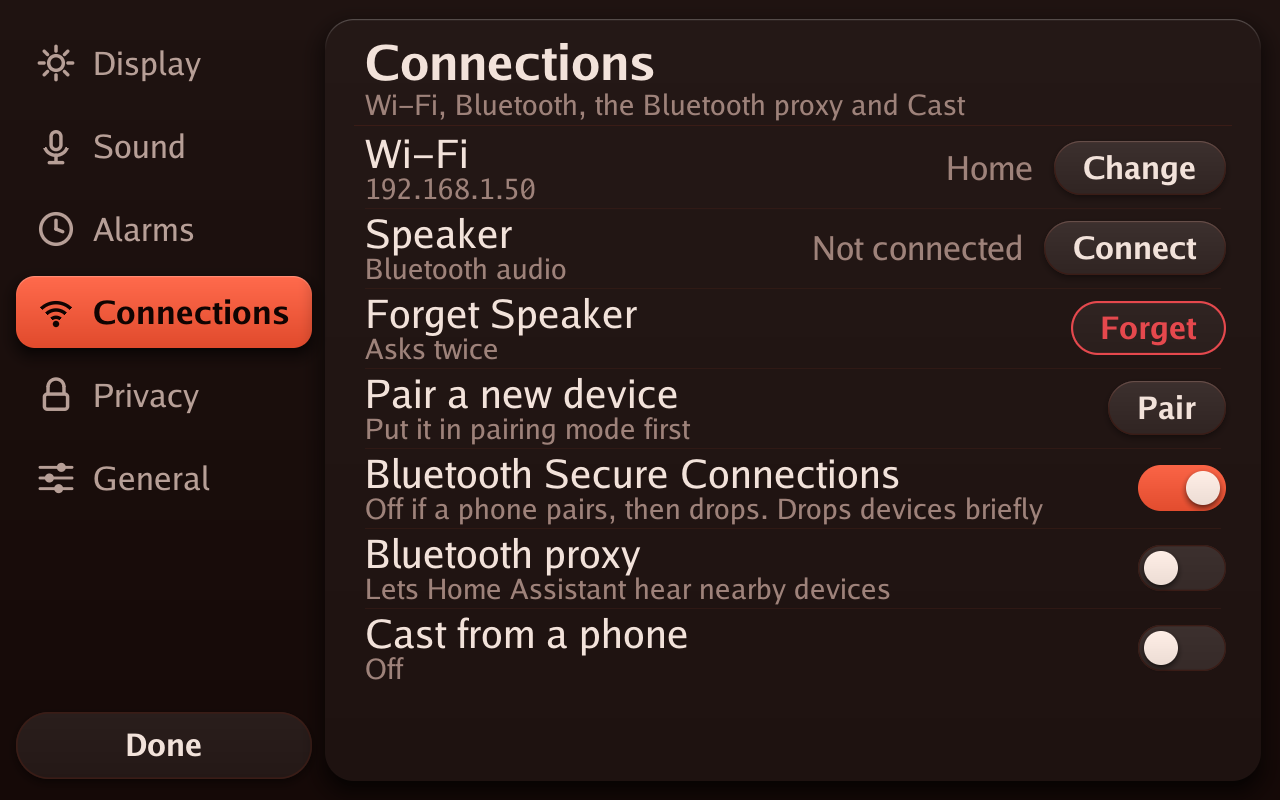 Display
Sound
Alarms
Connections
Privacy
General
Done
Connections
Wi–Fi, Bluetooth, the Bluetooth proxy and Cast
Wi–Fi
192.168.1.50
Home
Change
Speaker
Bluetooth audio
Not connected
Connect
Forget Speaker
Asks twice
Forget
Pair a new device
Put it in pairing mode first
Pair
Bluetooth Secure Connections
Off if a phone pairs, then drops. Drops devices briefly
Bluetooth proxy
Lets Home Assistant hear nearby devices
Cast from a phone
Off